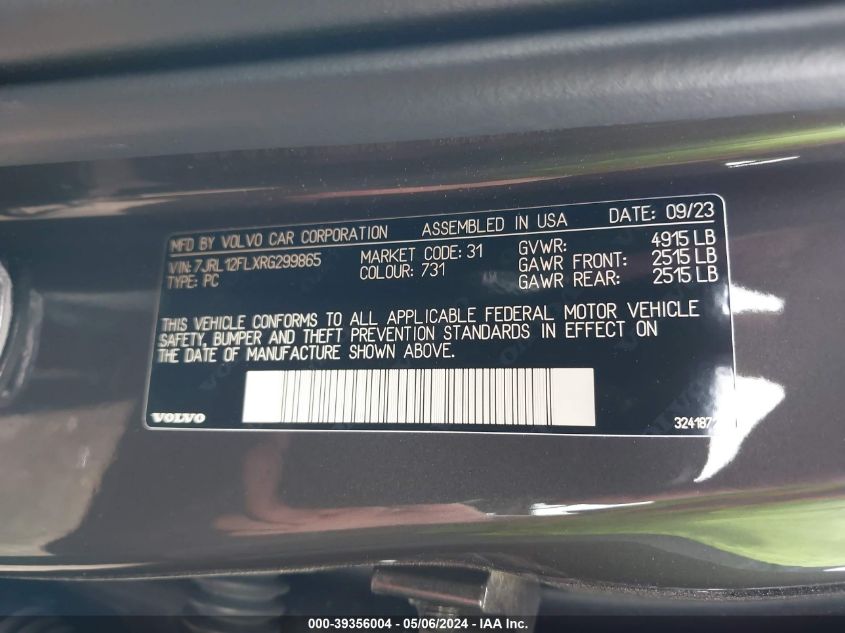 MFD BY VOLVO CAR CORPORATION ASSEMBLED IN USA DATE: 09/23
VIN: 7JRL12FLXRG299865 MARKET CODE: 31 GVWR: 4915 LB
TYPE: PC COLOUR: 731 GAWR FRONT: 2515 LB
GAWR REAR: 2515 LB
THIS VEHICLE CONFORMS TO ALL APPLICABLE FEDERAL MOTOR VEHICLE
SAFETY, BUMPER AND THEFT PREVENTION STANDARDS IN EFFECT ON
THE DATE OF MANUFACTURE SHOWN ABOVE.
VOLVO
000-39356004 - 05/06/2024 - IAA Inc.